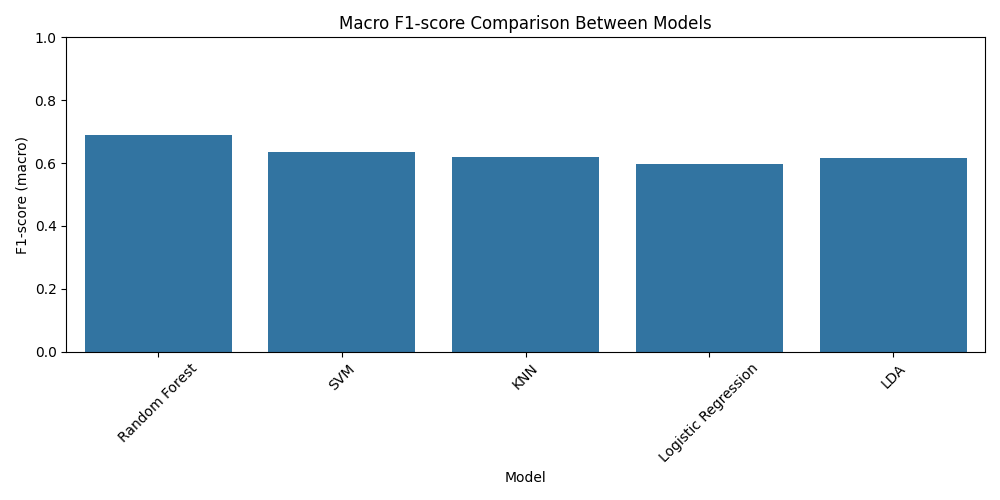 Macro F1-score Comparison Between Models
F1-score (macro)
1.0
0.8
0.6
0.4
0.2
0.0
Random Forest
SVM
KNN
Logistic Regression
LDA
Model